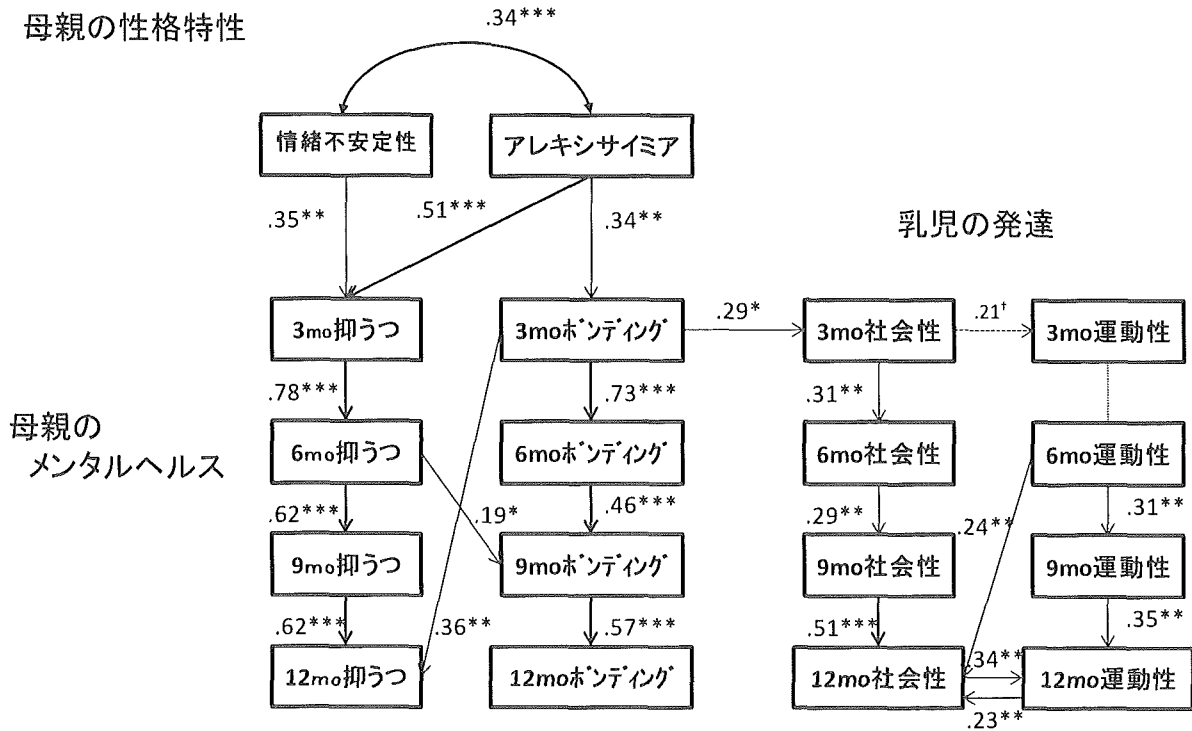 母親の性格特性
.34***
情緒不安定性
アレキシサイミア
.35**
.51***
.34**
乳児の発達
3mo抑うつ
3moボンディング
.29*
3mo社会性
.21†
3mo運動性
.78***
.73***
.31**
母親の
メンタルヘルス
6mo抑うつ
6moボンディング
6mo社会性
6mo運動性
.62***
.19*
.46***
.29**
.24**
.31**
9mo抑うつ
9moボンディング
9mo社会性
9mo運動性
.62***
.36**
.57***
.51***
.35**
12mo抑うつ
12moボンディング
12mo社会性
.34**
12mo運動性
.23**